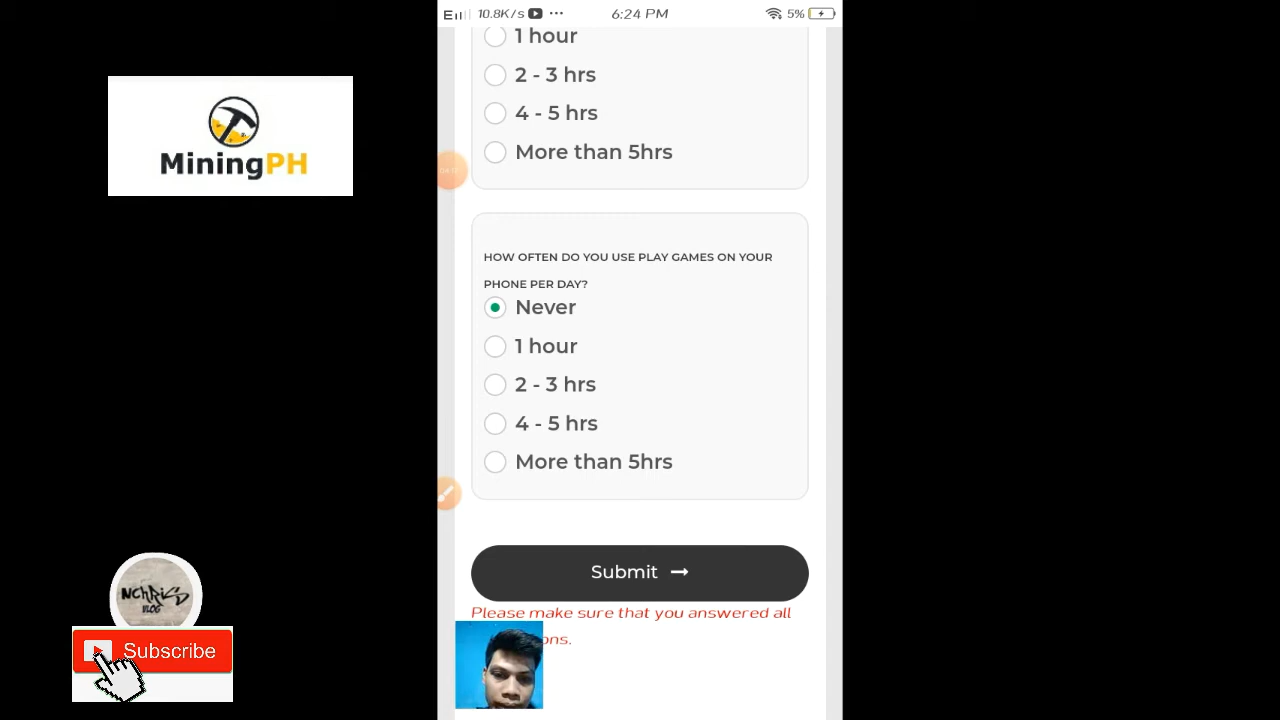 10.8K/s ... 6:24 PM 5%
1 hour
2 - 3 hrs
4 - 5 hrs
More than 5hrs
MiningPH
HOW OFTEN DO YOU USE PLAY GAMES ON YOUR
PHONE PER DAY?
Never
1 hour
2 - 3 hrs
4 - 5 hrs
More than 5hrs
Submit →
Please make sure that you answered all
ons.
NChRiS
VLOG
Subscribe